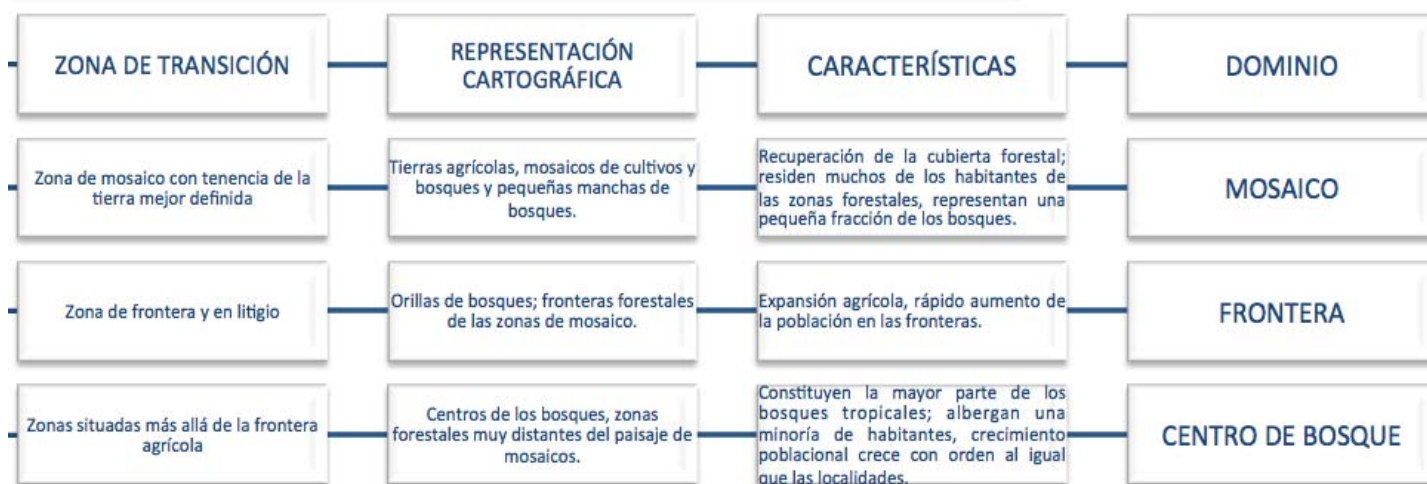 ZONA DE TRANSICIÓN
REPRESENTACIÓN
CARTOGRÁFICA
CARACTERÍSTICAS
DOMINIO
Zona de mosaico con tenencia de la
tierra mejor definida
Tierras agrícolas, mosaicos de cultivos y
bosques y pequeñas manchas de
bosques.
Recuperación de la cubierta forestal;
residen muchos de los habitantes de
las zonas forestales, representan una
pequeña fracción de los bosques.
MOSAICO
Zona de frontera y en litigio
Orillas de bosques; fronteras forestales
de las zonas de mosaico.
Expansión agrícola, rápido aumento de
la población en las fronteras.
FRONTERA
Zonas situadas más allá de la frontera
agrícola
Centros de los bosques, zonas
forestales muy distantes del paisaje de
mosaicos.
Constituyen la mayor parte de los
bosques tropicales; albergan una
minoría de habitantes, crecimiento
poblacional crece con orden al igual
que las localidades.
CENTRO DE BOSQUE